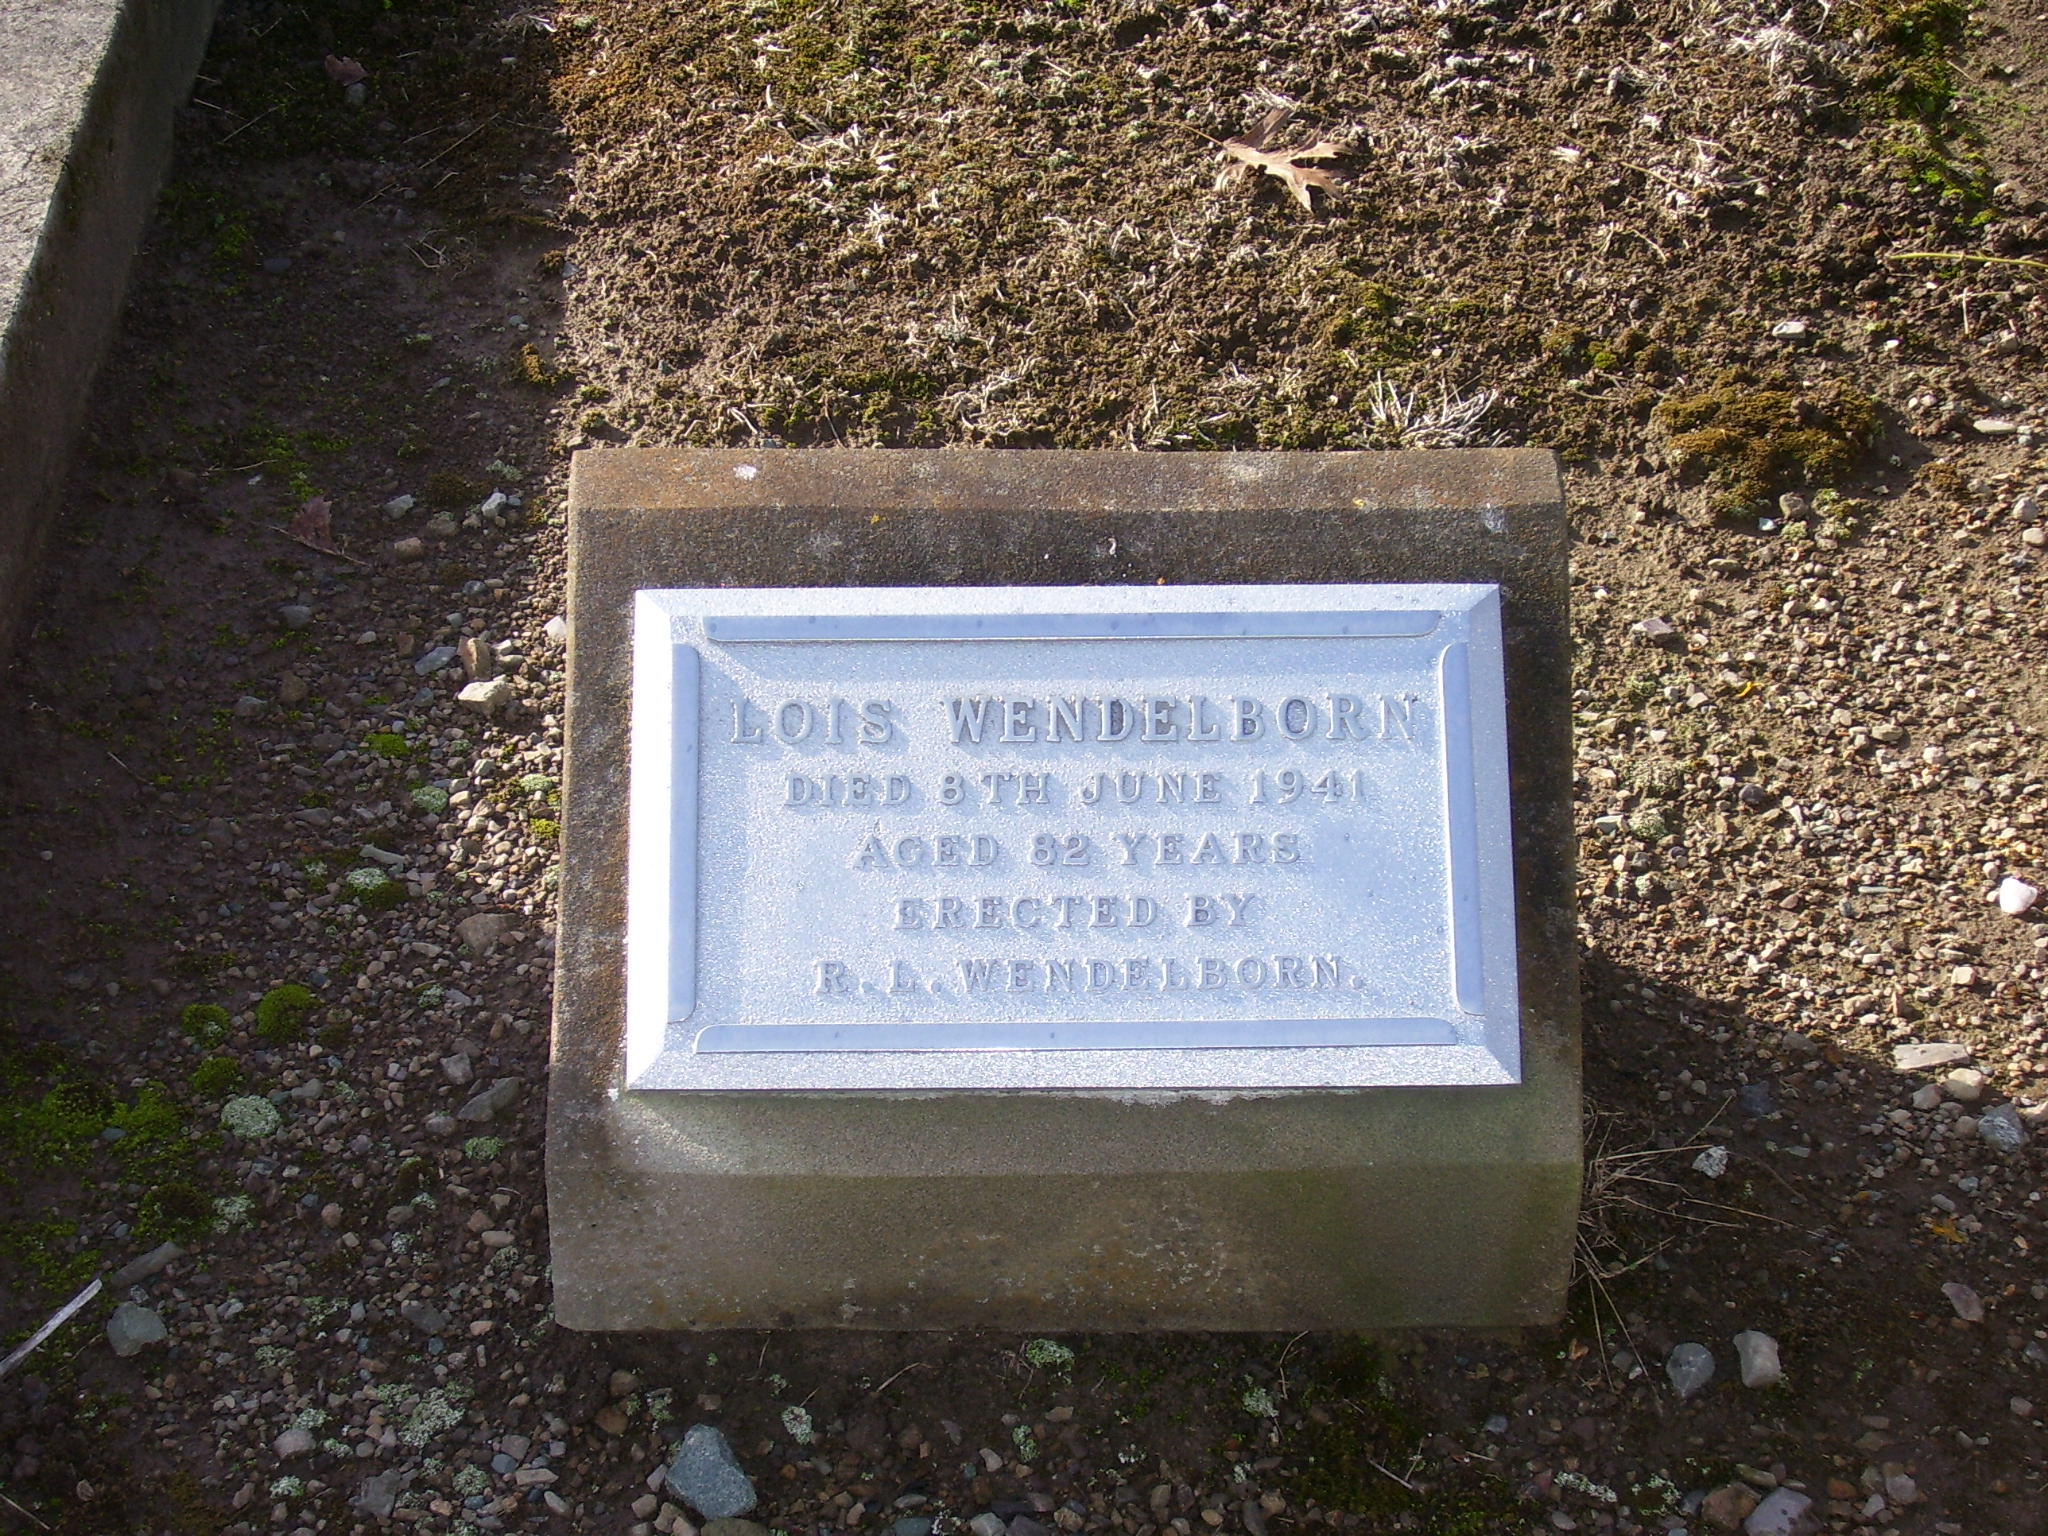 LOIS WENDELBORN
DIED 8TH JUNE 1941
AGED 82 YEARS
ERECTED BY
R. L. WENDELBORN.